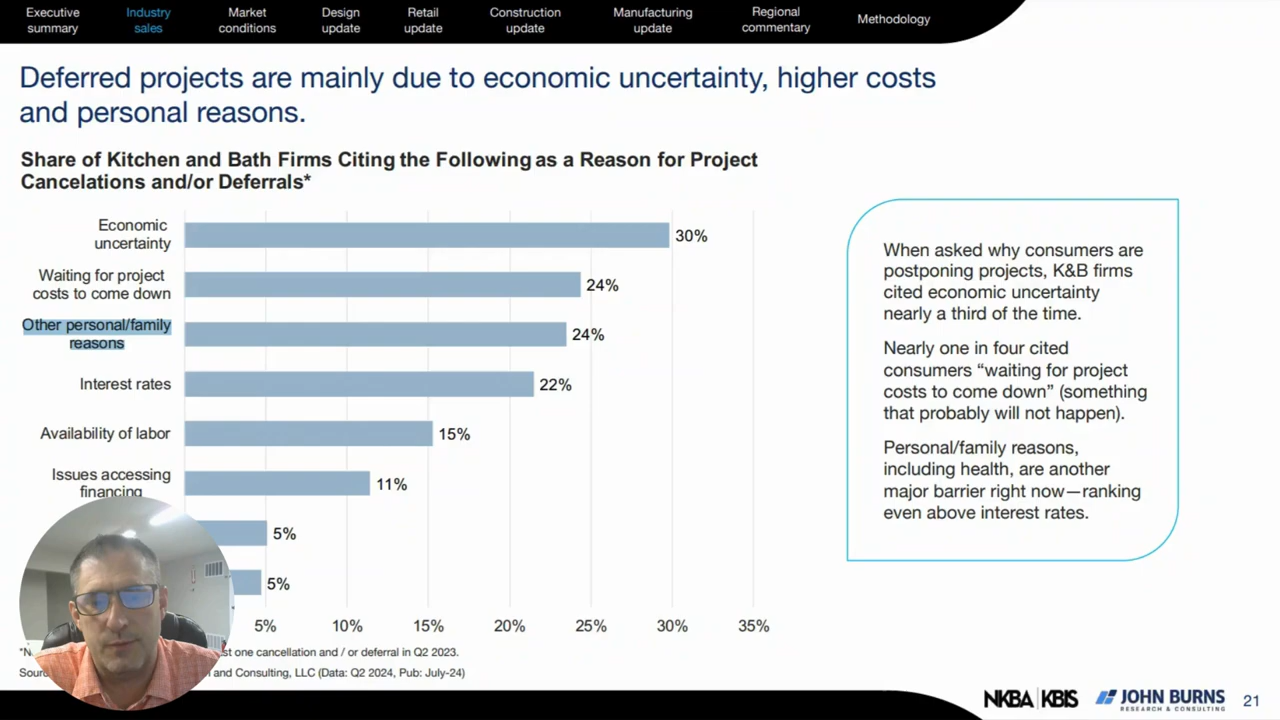 Executive summary
Industry sales
Market conditions
Design update
Retail update
Construction update
Manufacturing update
Regional commentary
Methodology
Deferred projects are mainly due to economic uncertainty, higher costs
and personal reasons.
Share of Kitchen and Bath Firms Citing the Following as a Reason for Project
Cancelations and/or Deferrals*
Economic
uncertainty
30%
Waiting for project
costs to come down
24%
Other personal/family
reasons
24%
Interest rates
22%
Availability of labor
15%
Issues accessing
financing
11%
5%
5%
5% 10% 15% 20% 25% 30% 35%
When asked why consumers are
postponing projects, K&B firms
cited economic uncertainty
nearly a third of the time.
Nearly one in four cited
consumers “waiting for project
costs to come down” (something
that probably will not happen).
Personal/family reasons,
including health, are another
major barrier right now—ranking
even above interest rates.
one cancellation and / or deferral in Q2 2023.
and Consulting, LLC (Data: Q2 2024, Pub: July-24)
NKBA | KBIS
JOHN BURNS
RESEARCH & CONSULTING
21